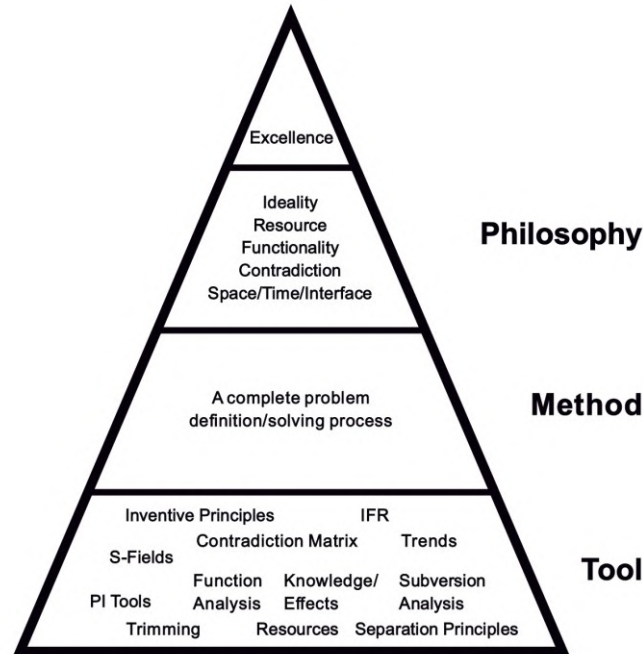 Excellence
Ideality
Resource
Functionality
Contradiction
Space/Time/Interface
Philosophy
A complete problem
definition/solving process
Method
Inventive Principles
IFR
Contradiction Matrix
Trends
S-Fields
Function
Analysis
Knowledge/
Effects
Subversion
Analysis
PI Tools
Trimming
Resources
Separation Principles
Tool